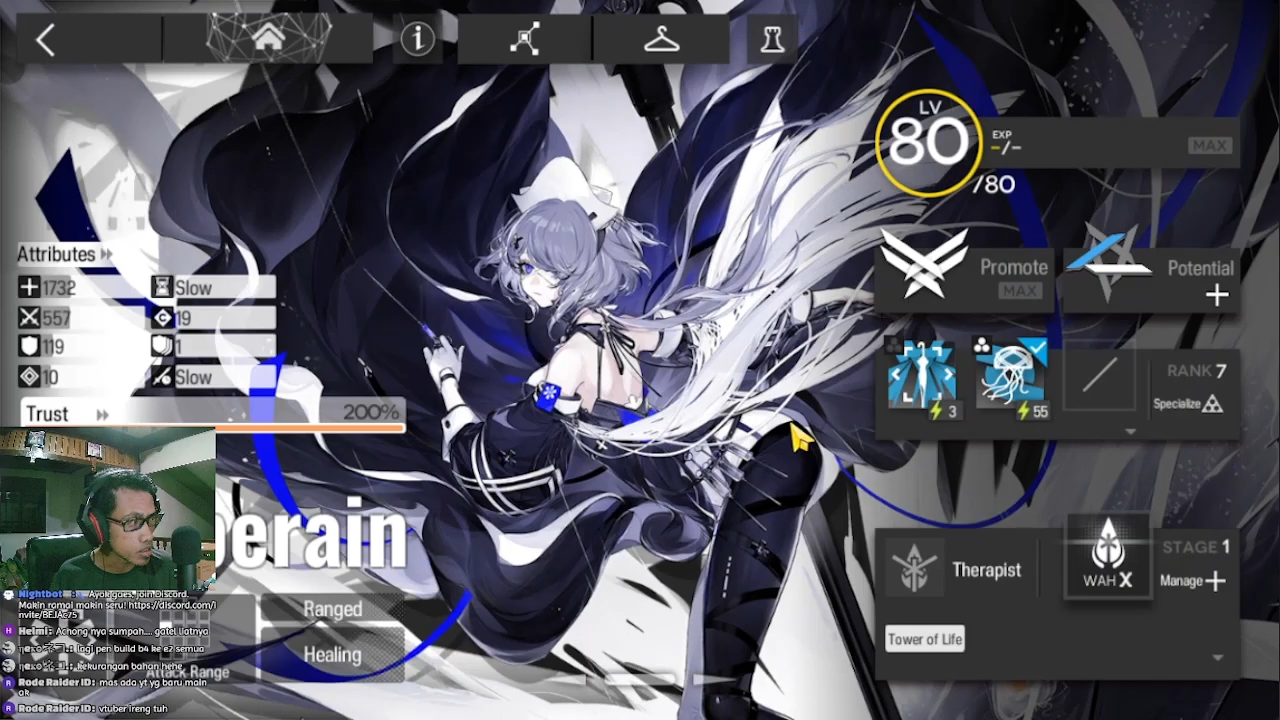 LV
80
/80
EXP
-/-
MAX
Attributes
1732
Slow
557
19
119
1
10
Slow
Trust
200%
Promote
MAX
Potential
3
55
RANK 7
Specialize
erain
Ranged
Healing
Attack Range
Therapist
WAH X
STAGE 1
Manage
Tower of Life
Nightbot : Ayok gaes, join Discord.
Makin ramai makin seru! https://discord.com/i
Helmi: Achong nya sumpah.... gatel liatnya
lagi pen build b4 ke e2 semua
kekurangan bahan hehe
Rode Raider ID: mas ada yt yg baru main
ak
Rode Raider ID: vtuber ireng tuh